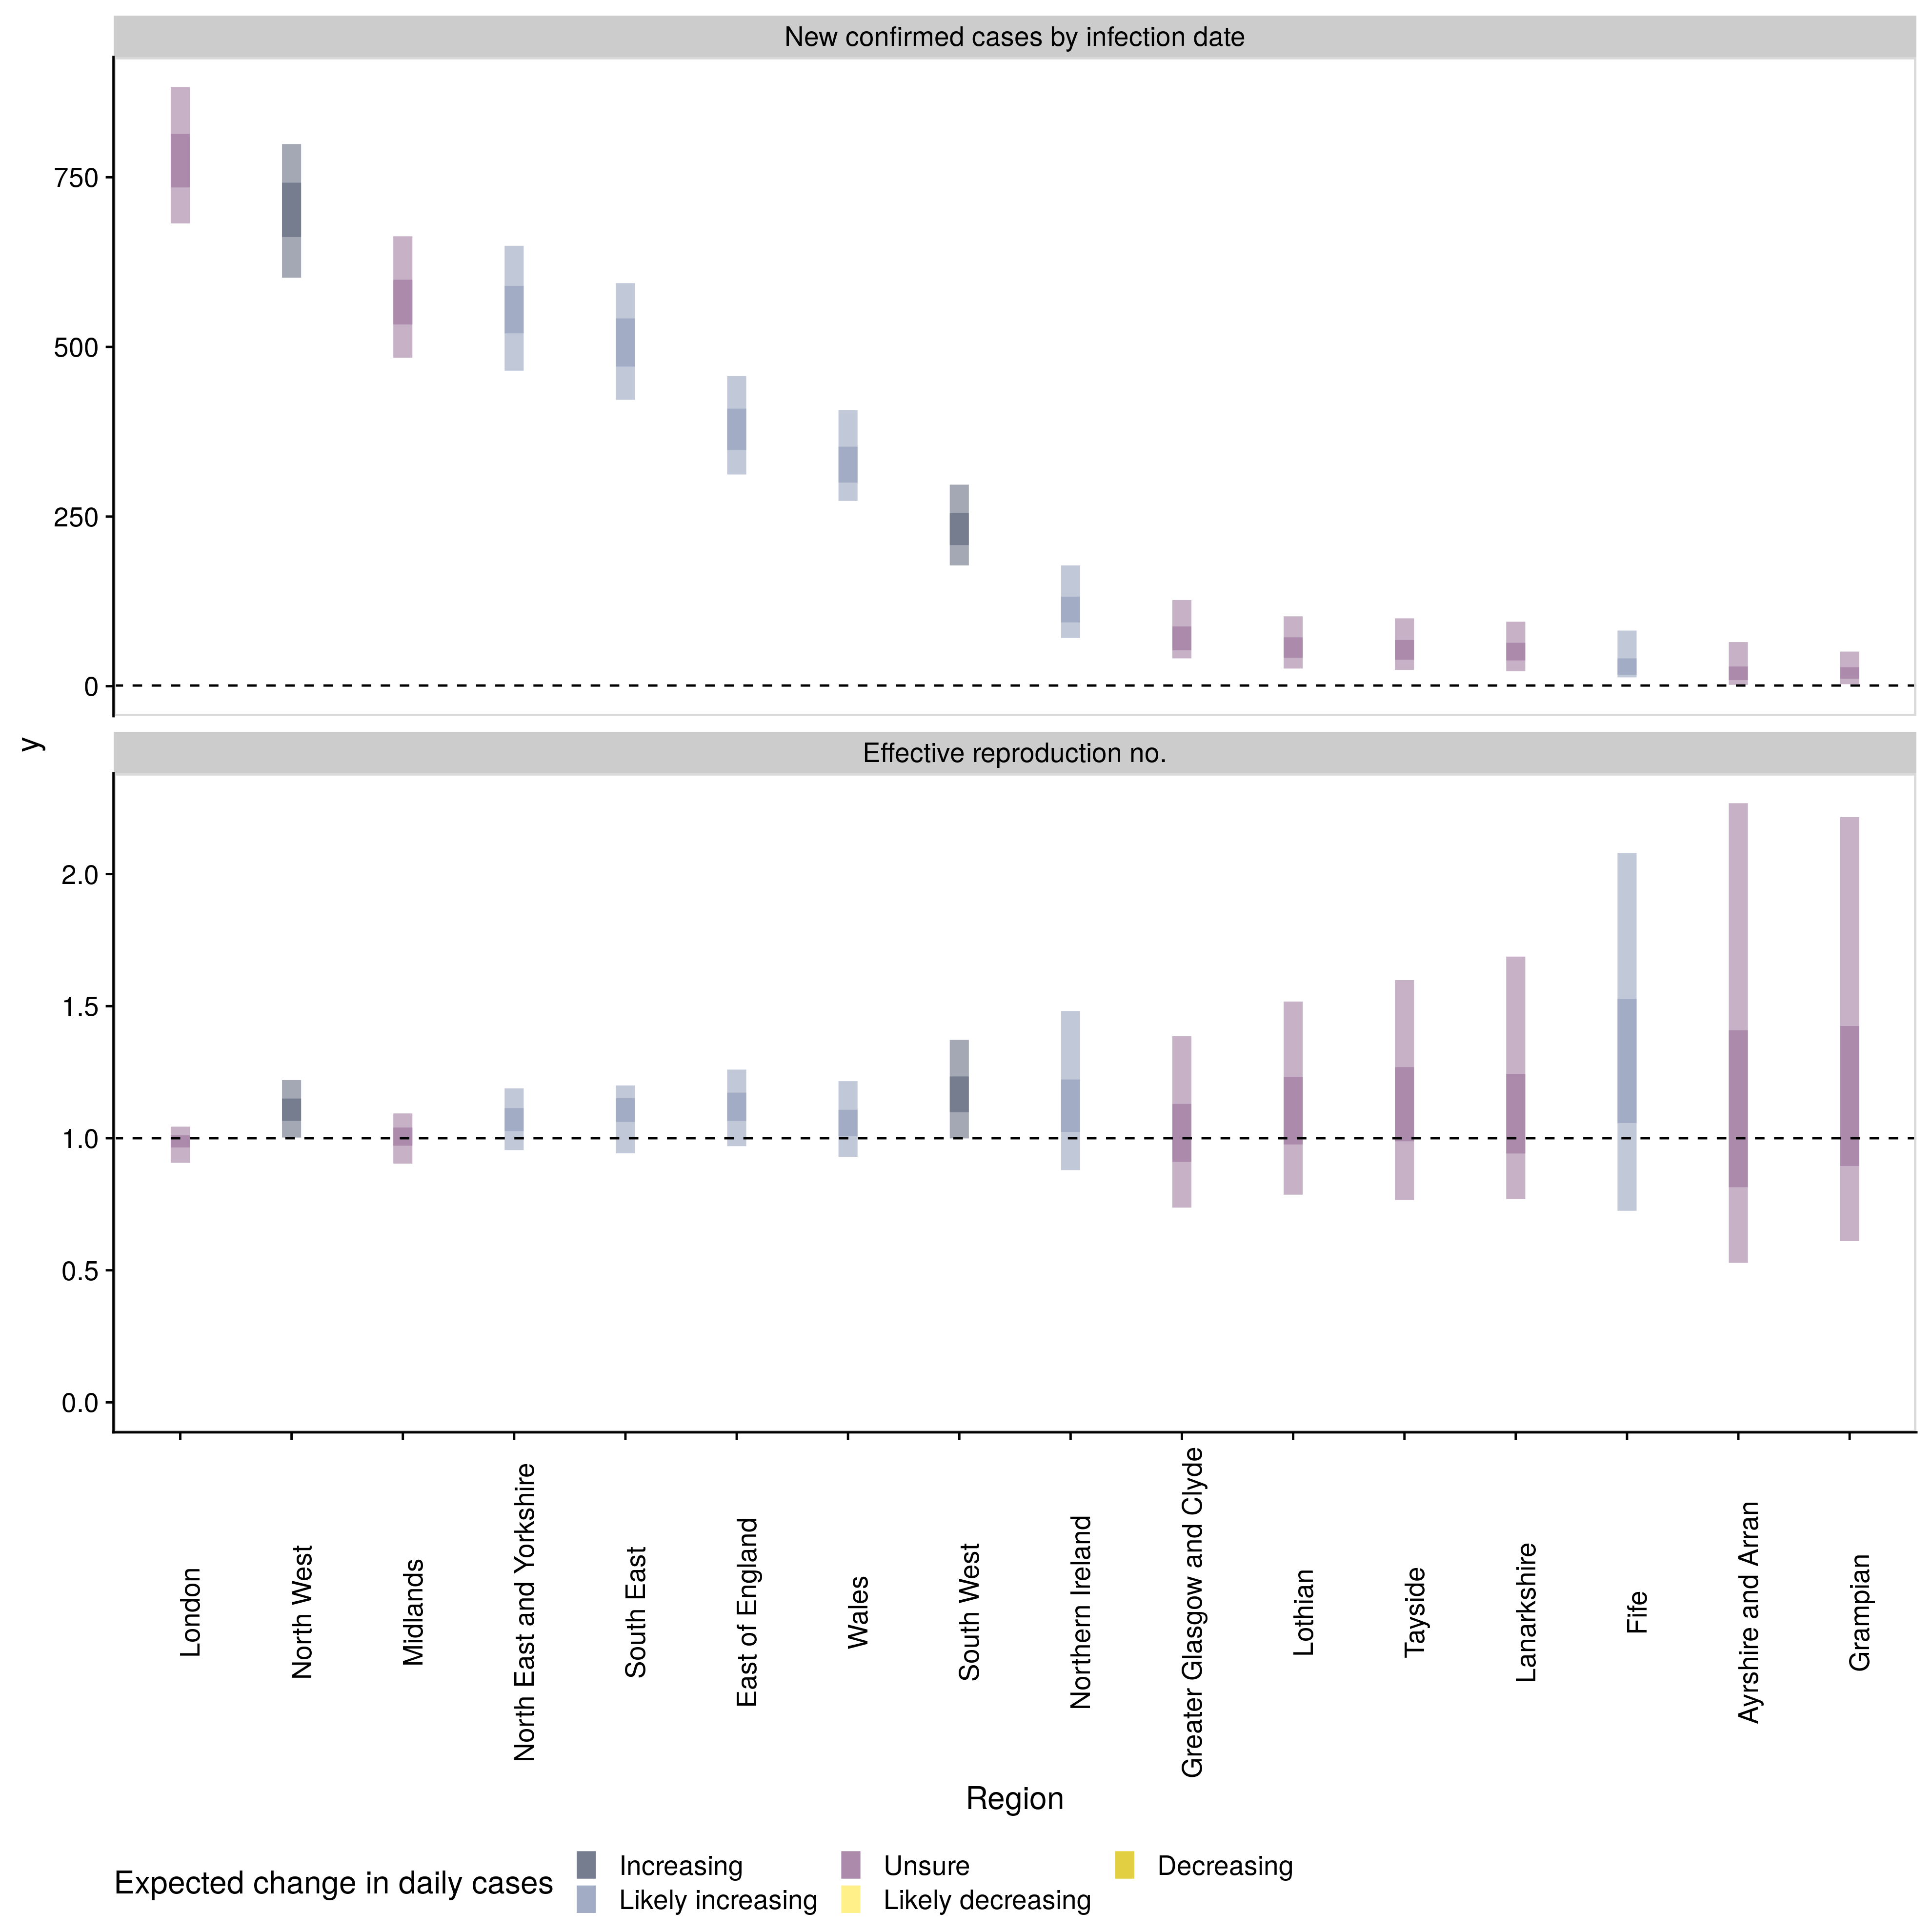 New confirmed cases by infection date
750
500
250
0
y
Effective reproduction no.
2.0
1.5
1.0
0.5
0.0
London
North West
Midlands
North East and Yorkshire
South East
East of England
Wales
South West
Northern Ireland
Greater Glasgow and Clyde
Lothian
Tayside
Lanarkshire
Fife
Ayrshire and Arran
Grampian
Region
Expected change in daily cases
Increasing
Unsure
Decreasing
Likely increasing
Likely decreasing